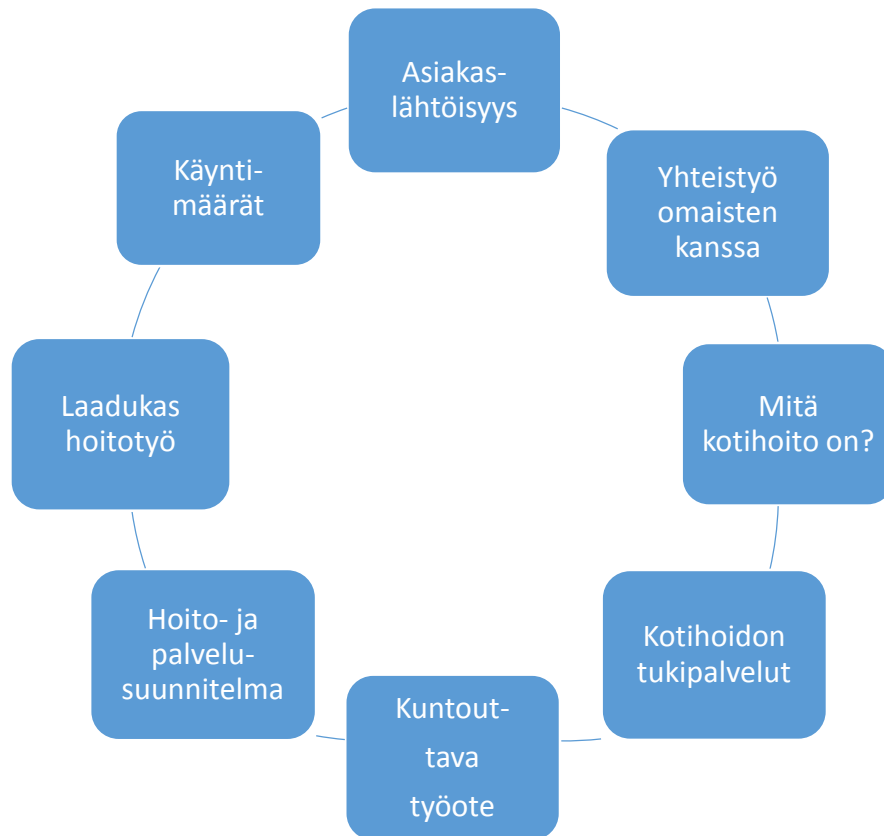 Asiakas-
lähtöisyys
Yhteistyö
omaisten
kanssa
Mitä
kotihoito on?
Kotihoidon
tukipalvelut
Kuntout-
tava
työote
Hoito- ja
palvelu-
suunnitelma
Laadukas
hoitotyö
Käynti-
määrät